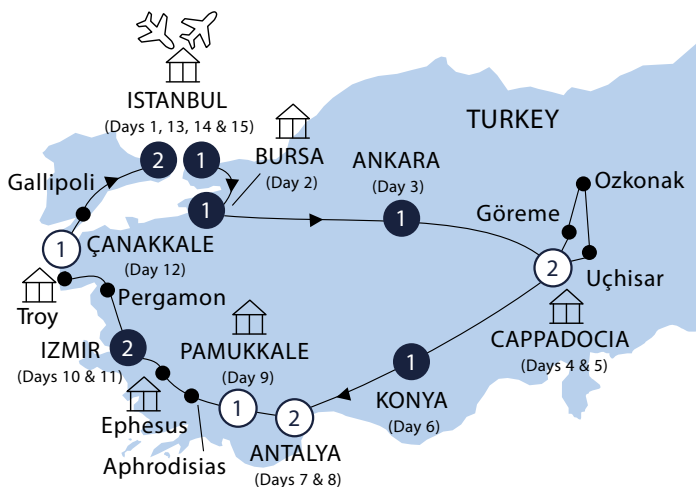 ISTANBUL
(Days 1, 13, 14 & 15)
TURKEY
2
1
BURSA
(Day 2)
ANKARA
(Day 3)
Gallipoli
Ozkonak
1
1
Göreme
1
ÇANAKKALE
(Day 12)
2
Uçhisar
Troy
Pergamon
CAPPADOCIA
(Days 4 & 5)
IZMIR
(Days 10 & 11)
2
PAMUKKALE
(Day 9)
1
KONYA
(Day 6)
Ephesus
1
2
ANTALYA
(Days 7 & 8)
Aphrodisias